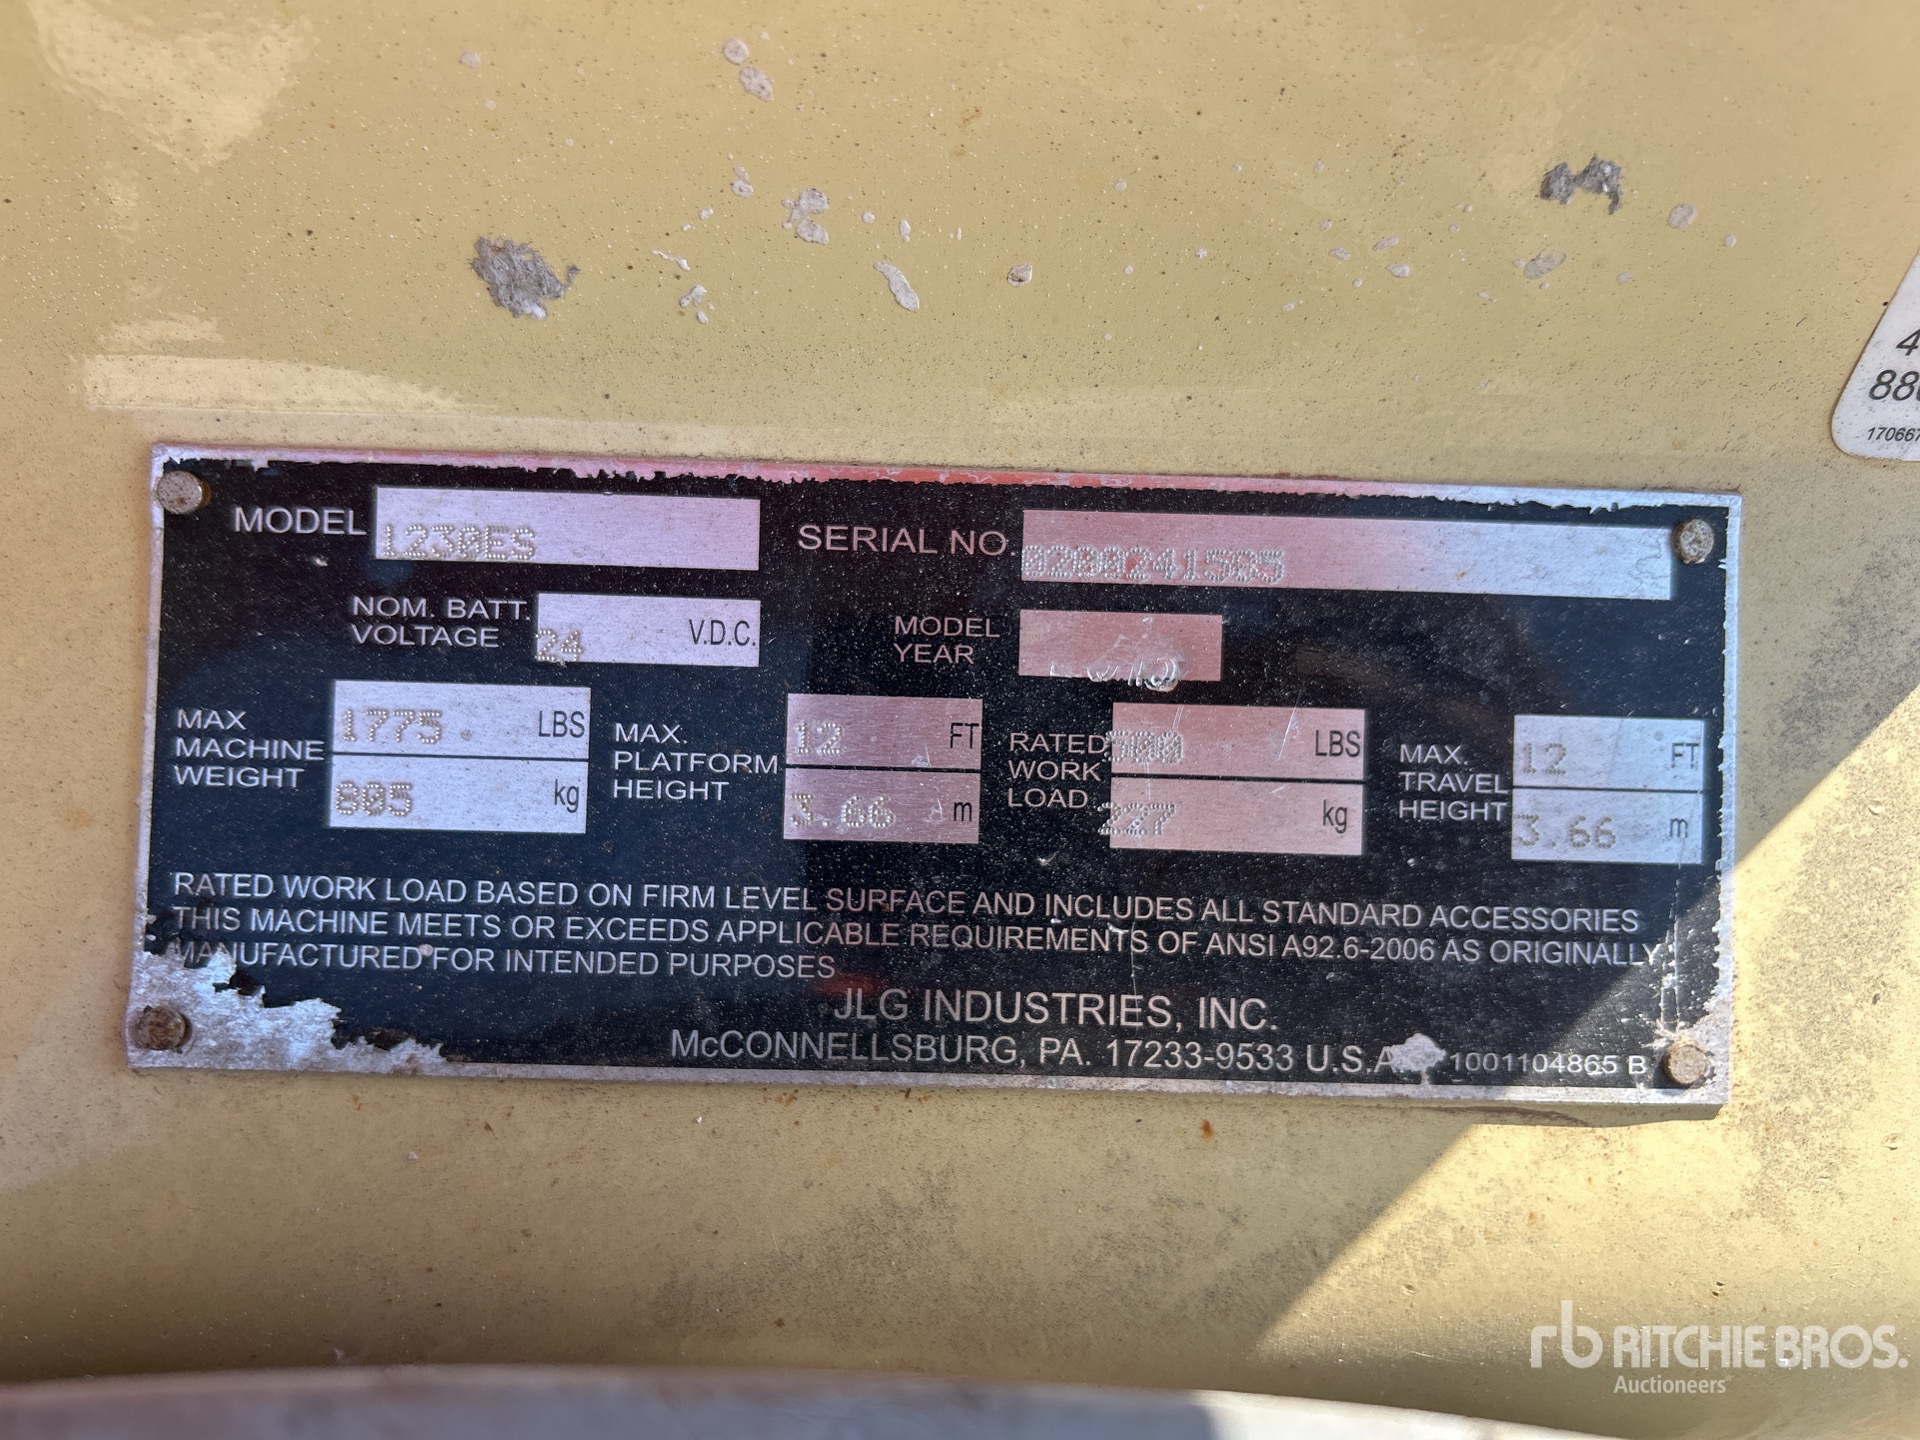 4
88
170667
MODEL 1230ES SERIAL NO.
NOM. BATT. VOLTAGE 24 V.D.C. MODEL YEAR
MAX MACHINE WEIGHT 1775 LBS 805 kg
MAX. PLATFORM HEIGHT 12 FT 3.66 m
RATED WORK LOAD 500 LBS 227 kg
MAX. TRAVEL HEIGHT 12 FT 3.66 m
RATED WORK LOAD BASED ON FIRM LEVEL SURFACE AND INCLUDES ALL STANDARD ACCESSORIES
THIS MACHINE MEETS OR EXCEEDS APPLICABLE REQUIREMENTS OF ANSI A92.6-2006 AS ORIGINALLY
MANUFACTURED FOR INTENDED PURPOSES
JLG INDUSTRIES, INC.
McCONNELLSBURG, PA. 17233-9533 U.S.A. 1001104865 B
rb RITCHIE BROS.
Auctioneers